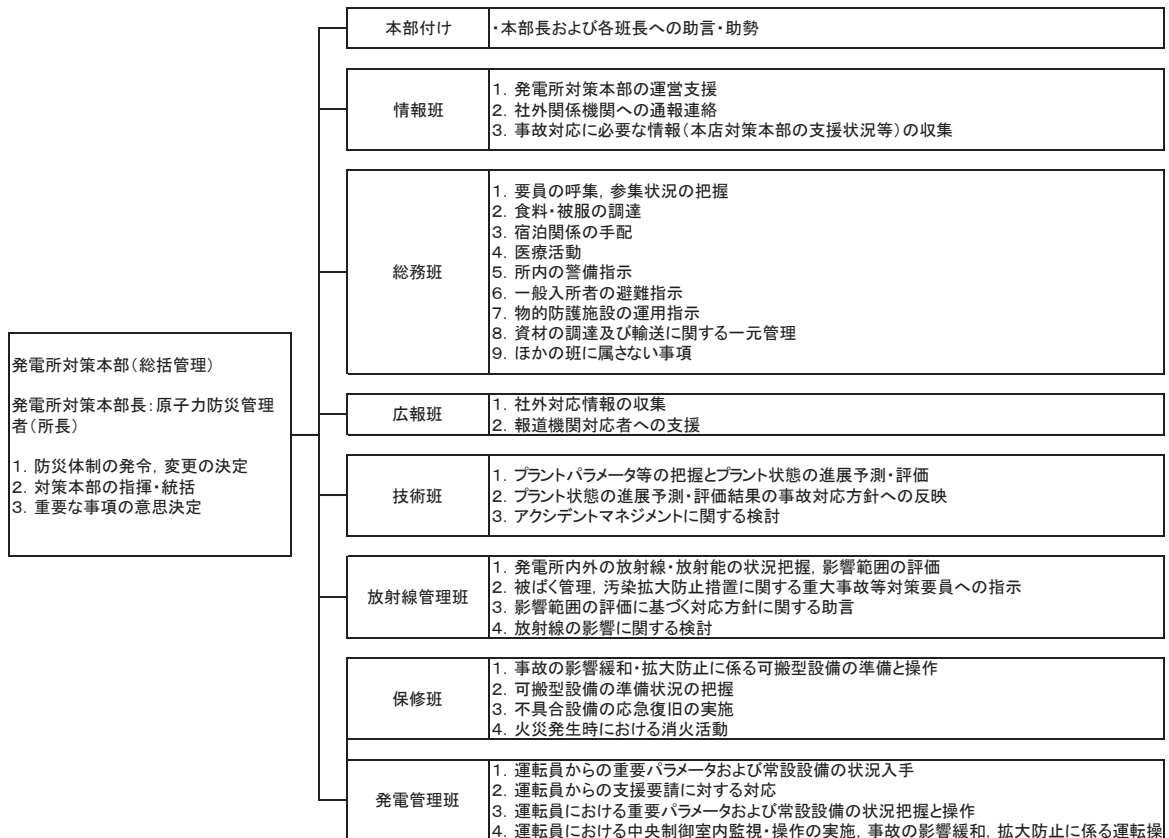 本部付け
・本部長および各班長への助言・助勢
情報班
1．発電所対策本部の運営支援
2．社外関係機関への通報連絡
3．事故対応に必要な情報（本店対策本部の支援状況等）の収集
総務班
1．要員の呼集，参集状況の把握
2．食料・被服の調達
3．宿泊関係の手配
4．医療活動
5．所内の警備指示
6．一般入所者の避難指示
7．物的防護施設の運用指示
8．資材の調達及び輸送に関する一元管理
9．ほかの班に属さない事項
発電所対策本部（総括管理）
発電所対策本部長：原子力防災管理
者（所長）
1．防災体制の発令，変更の決定
2．対策本部の指揮・統括
3．重要な事項の意思決定
広報班
1．社外対応情報の収集
2．報道機関対応者への支援
技術班
1．プラントパラメータ等の把握とプラント状態の進展予測・評価
2．プラント状態の進展予測・評価結果の事故対応方針への反映
3．アクシデントマネジメントに関する検討
放射線管理班
1．発電所内外の放射線・放射能の状況把握，影響範囲の評価
2．被ばく管理，汚染拡大防止措置に関する重大事故等対策要員への指示
3．影響範囲の評価に基づく対応方針に関する助言
4．放射線の影響に関する検討
保修班
1．事故の影響緩和・拡大防止に係る可搬型設備の準備と操作
2．可搬型設備の準備状況の把握
3．不具合設備の応急復旧の実施
4．火災発生時における消火活動
発電管理班
1．運転員からの重要パラメータおよび常設設備の状況入手
2．運転員からの支援要請に対する対応
3．運転員における重要パラメータおよび常設設備の状況把握と操作
4．運転員における中央制御室内監視・操作の実施，事故の影響緩和，拡大防止に係る運転操